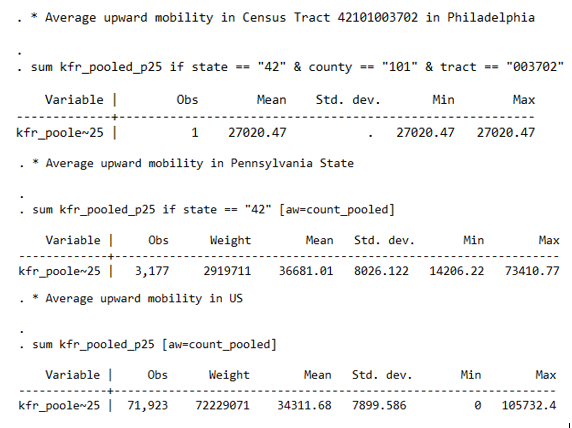 . * Average upward mobility in Census Tract 42101003702 in Philadelphia
.
. sum kfr_pooled_p25 if state == "42" & county == "101" & tract == "003702"
Variable | Obs Mean Std. dev. Min Max
-------------+---------------------------------------------------------
kfr_poole~25 | 1 27020.47 . 27020.47 27020.47
. * Average upward mobility in Pennsylvania State
.
. sum kfr_pooled_p25 if state == "42" [aw=count_pooled]
Variable | Obs Weight Mean Std. dev. Min Max
-------------+-----------------------------------------------------------------
kfr_poole~25 | 3,177 2919711 36681.01 8026.122 14206.22 73410.77
. * Average upward mobility in US
.
. sum kfr_pooled_p25 [aw=count_pooled]
Variable | Obs Weight Mean Std. dev. Min Max
-------------+-----------------------------------------------------------------
kfr_poole~25 | 71,923 72229071 34311.68 7899.586 0 105732.4